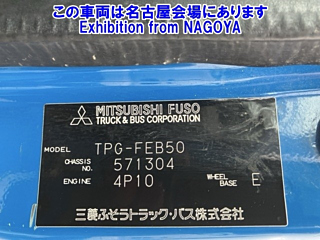 この車両は名古屋会場にあります
Exhibition from NAGOYA
MITSUBISHI FUSO
TRUCK & BUS CORPORATION
MODEL TPG-FEB50
CHASSIS NO. 571304
ENGINE 4P10 WHEEL BASE E
三菱ふそうトラック・バス株式会社